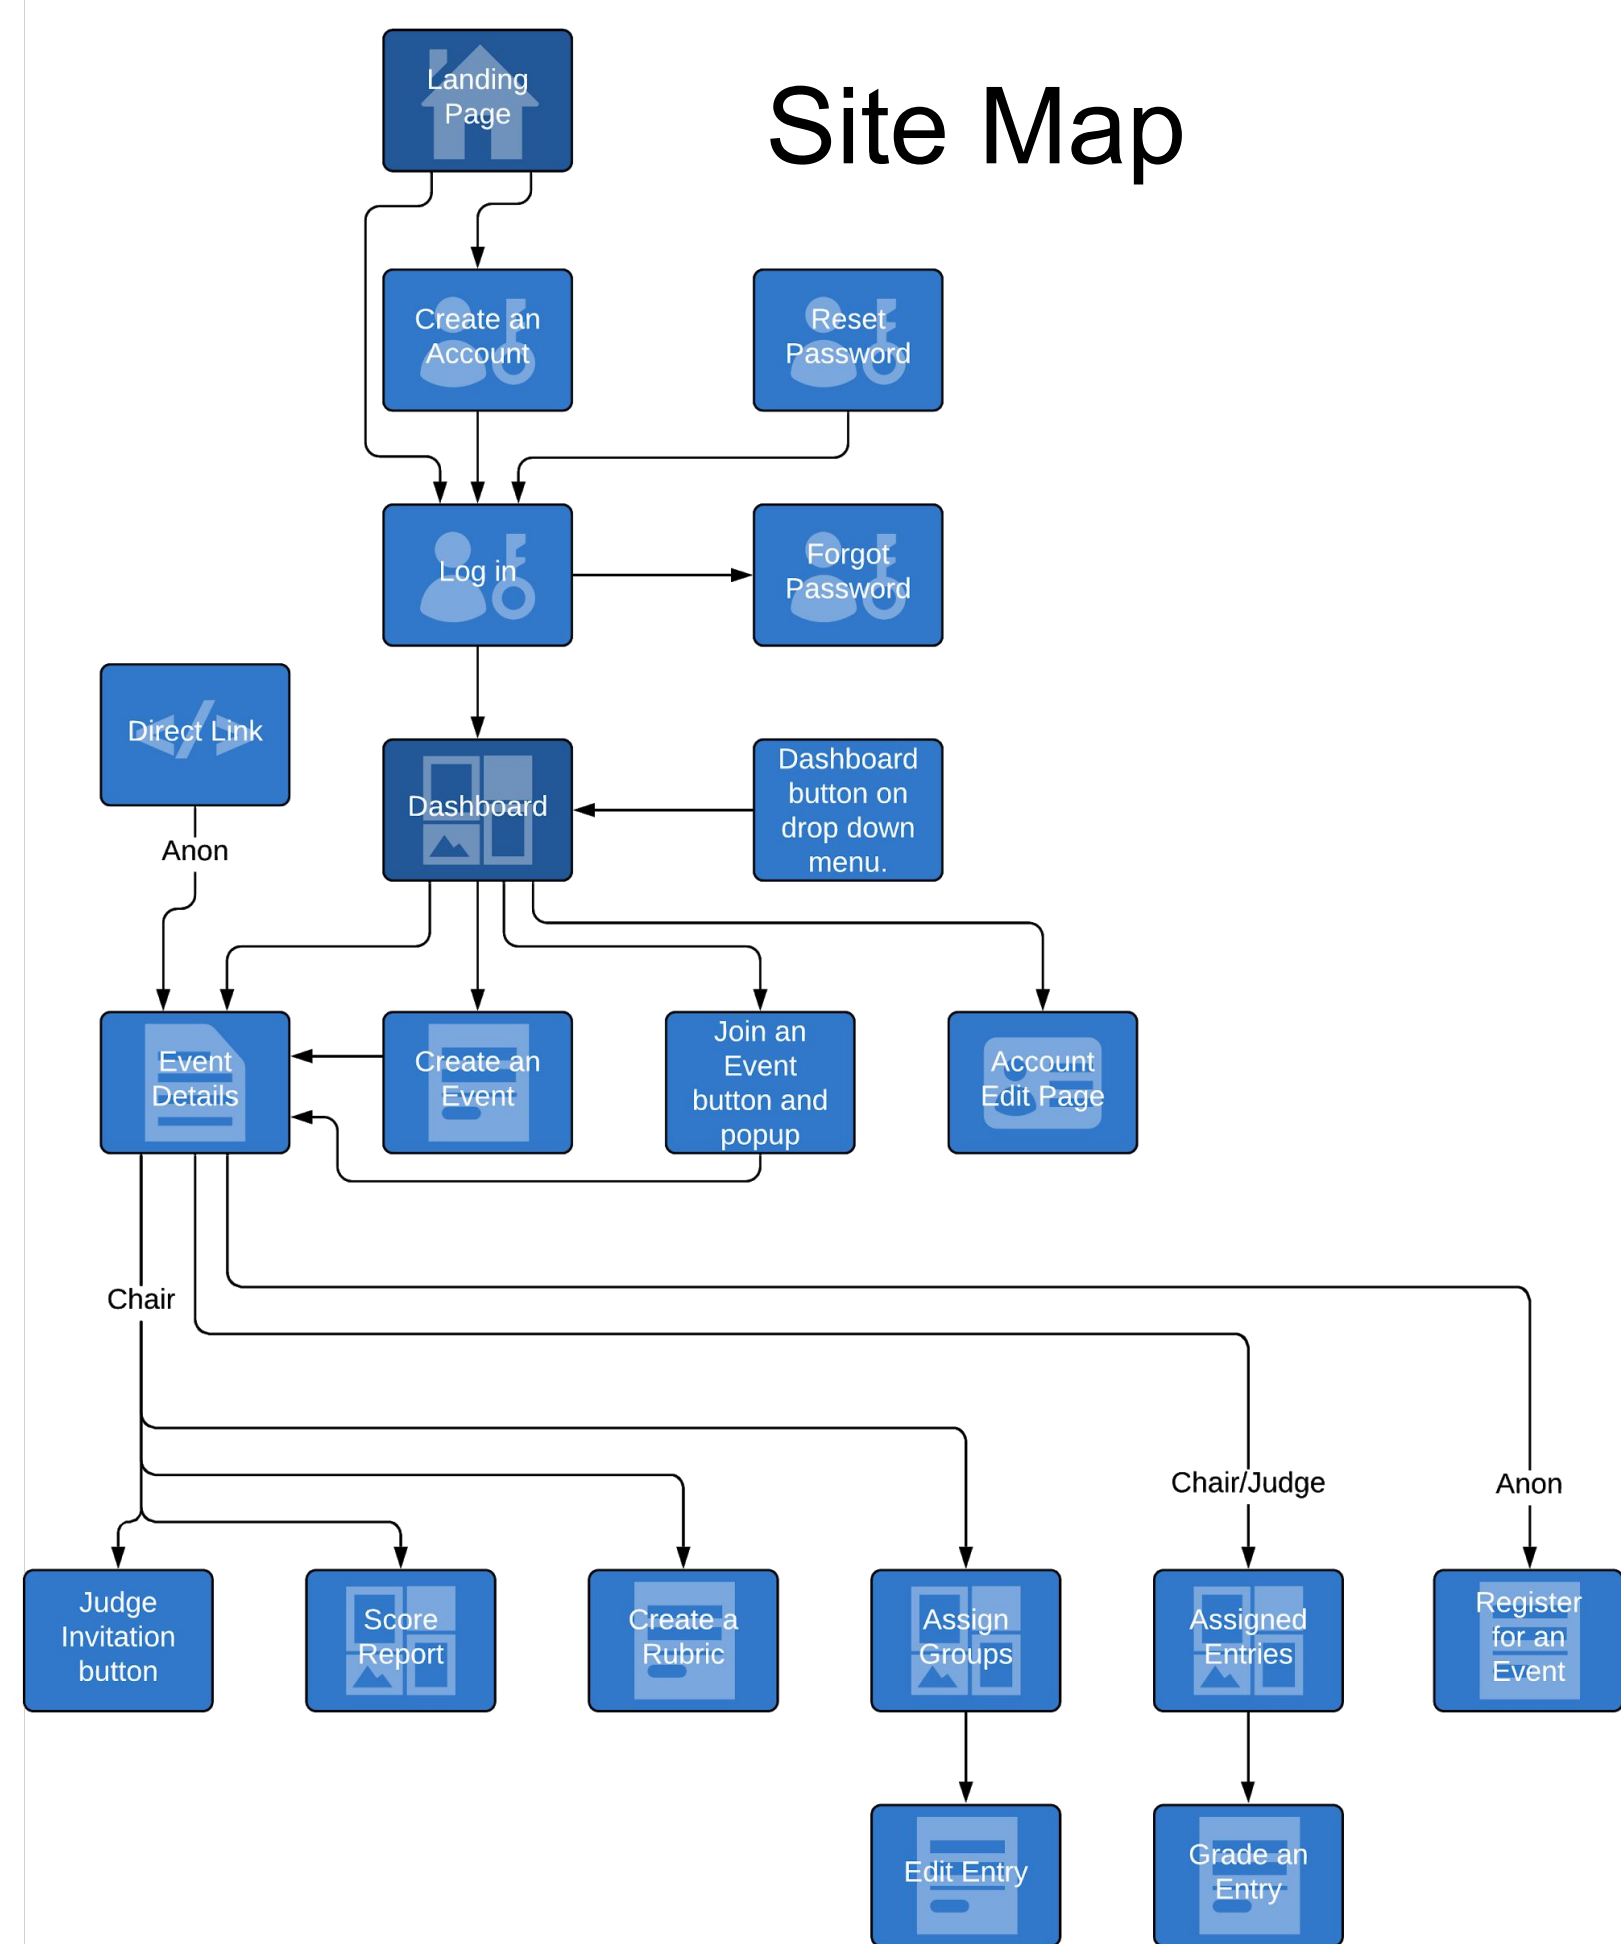 Landing
Page
Site Map
Create an
Account
Reset
Password
Log in
Forgot
Password
Direct Link
Anon
Dashboard
Dashboard
button on
drop down
menu.
Event
Details
Create an
Event
Join an
Event
button and
popup
Account
Edit Page
Chair
Chair/Judge
Anon
Judge
Invitation
button
Score
Report
Create a
Rubric
Assign
Groups
Assigned
Entries
Register
for an
Event
Edit Entry
Grade an
Entry